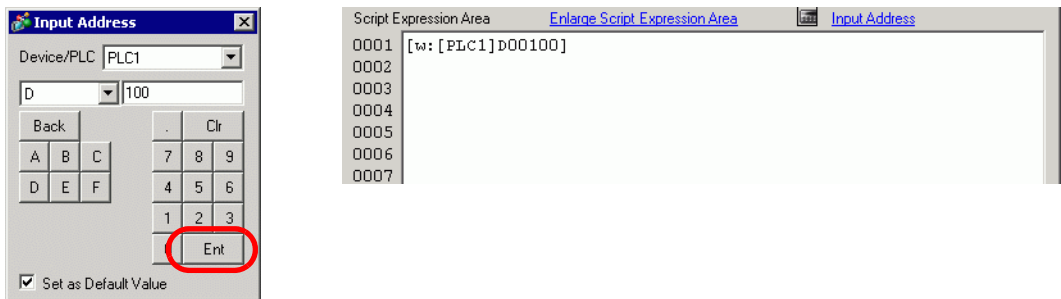 Input Address
Device/PLC PLC1
D 100
Back . Clr
A B C 7 8 9
D E F 4 5 6
1 2 3
Ent
Set as Default Value
Script Expression Area Enlarge Script Expression Area Input Address
0001 [w:[PLC1]D00100]
0002
0003
0004
0005
0006
0007